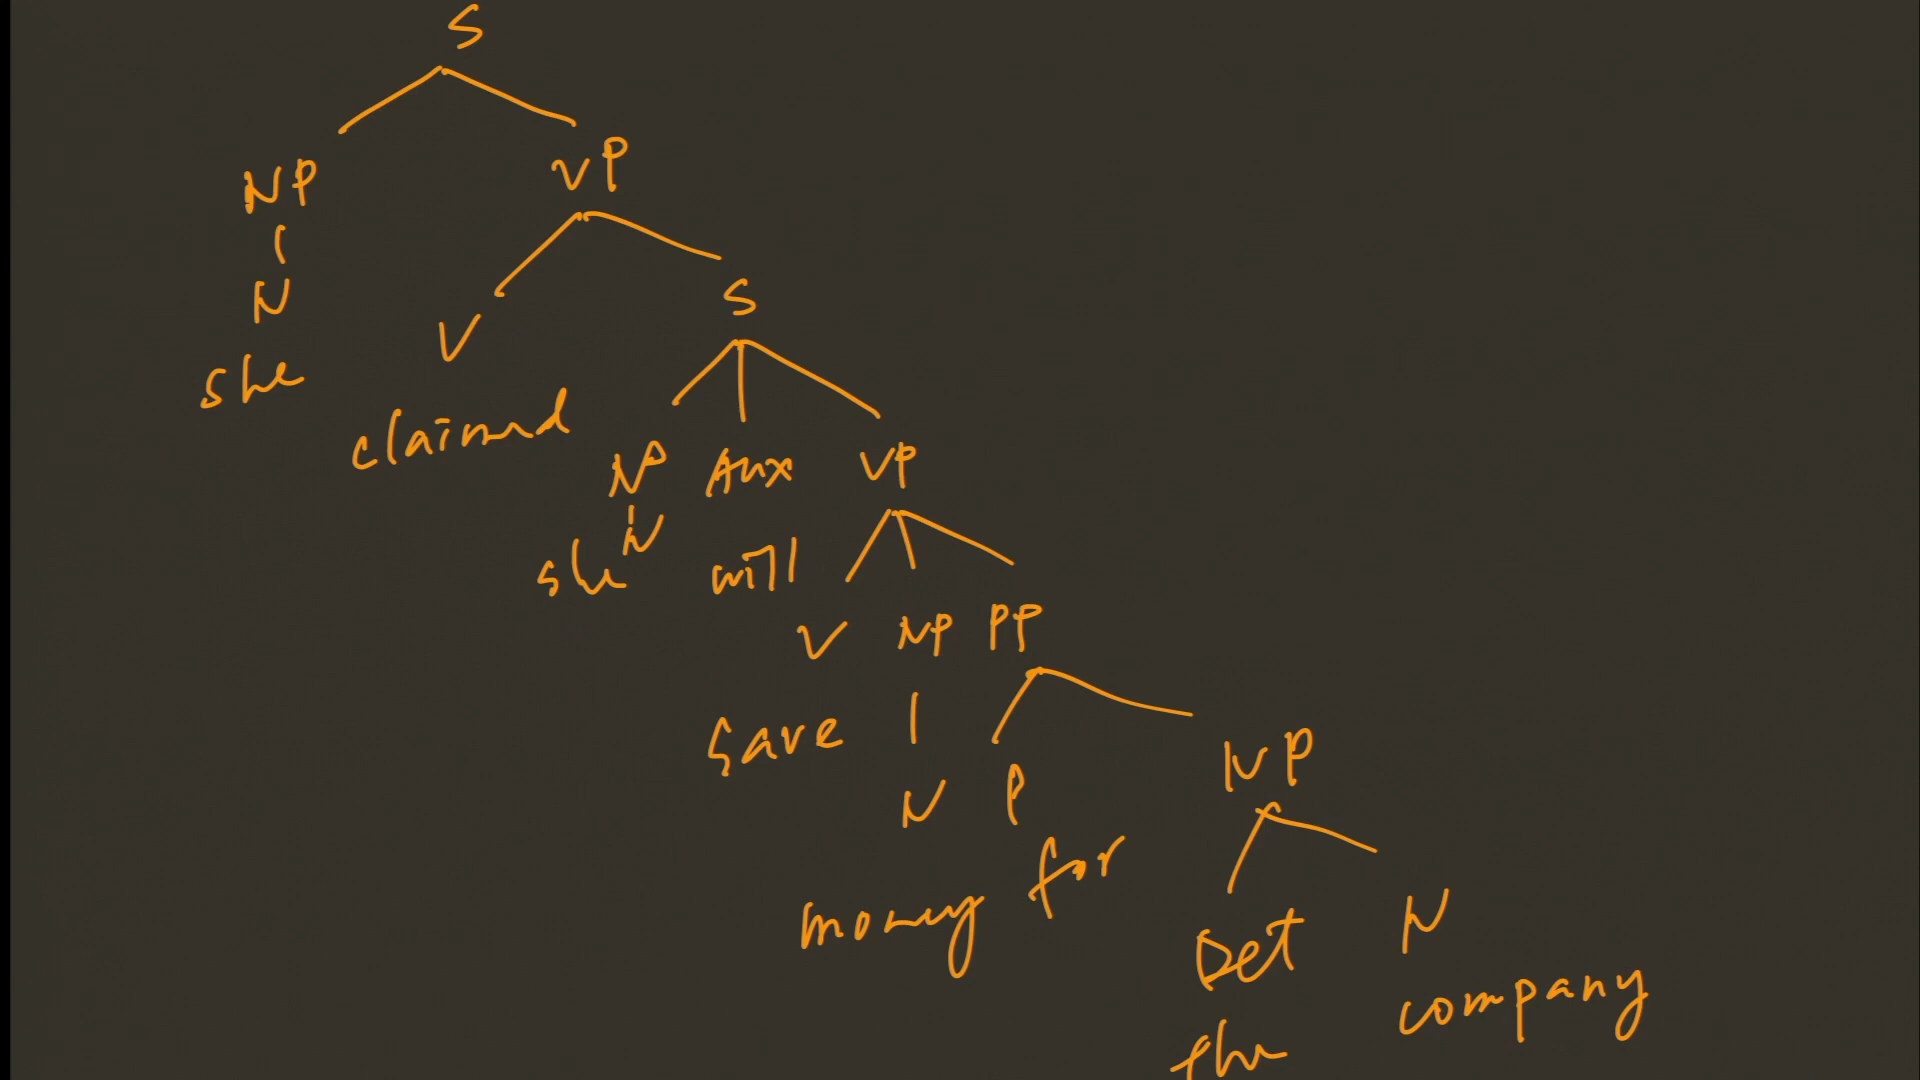 S
NP VP
N
she
V S
claimed
NP Aux VP
N
she will
V NP PP
save
N P NP
money for
Det N
the company